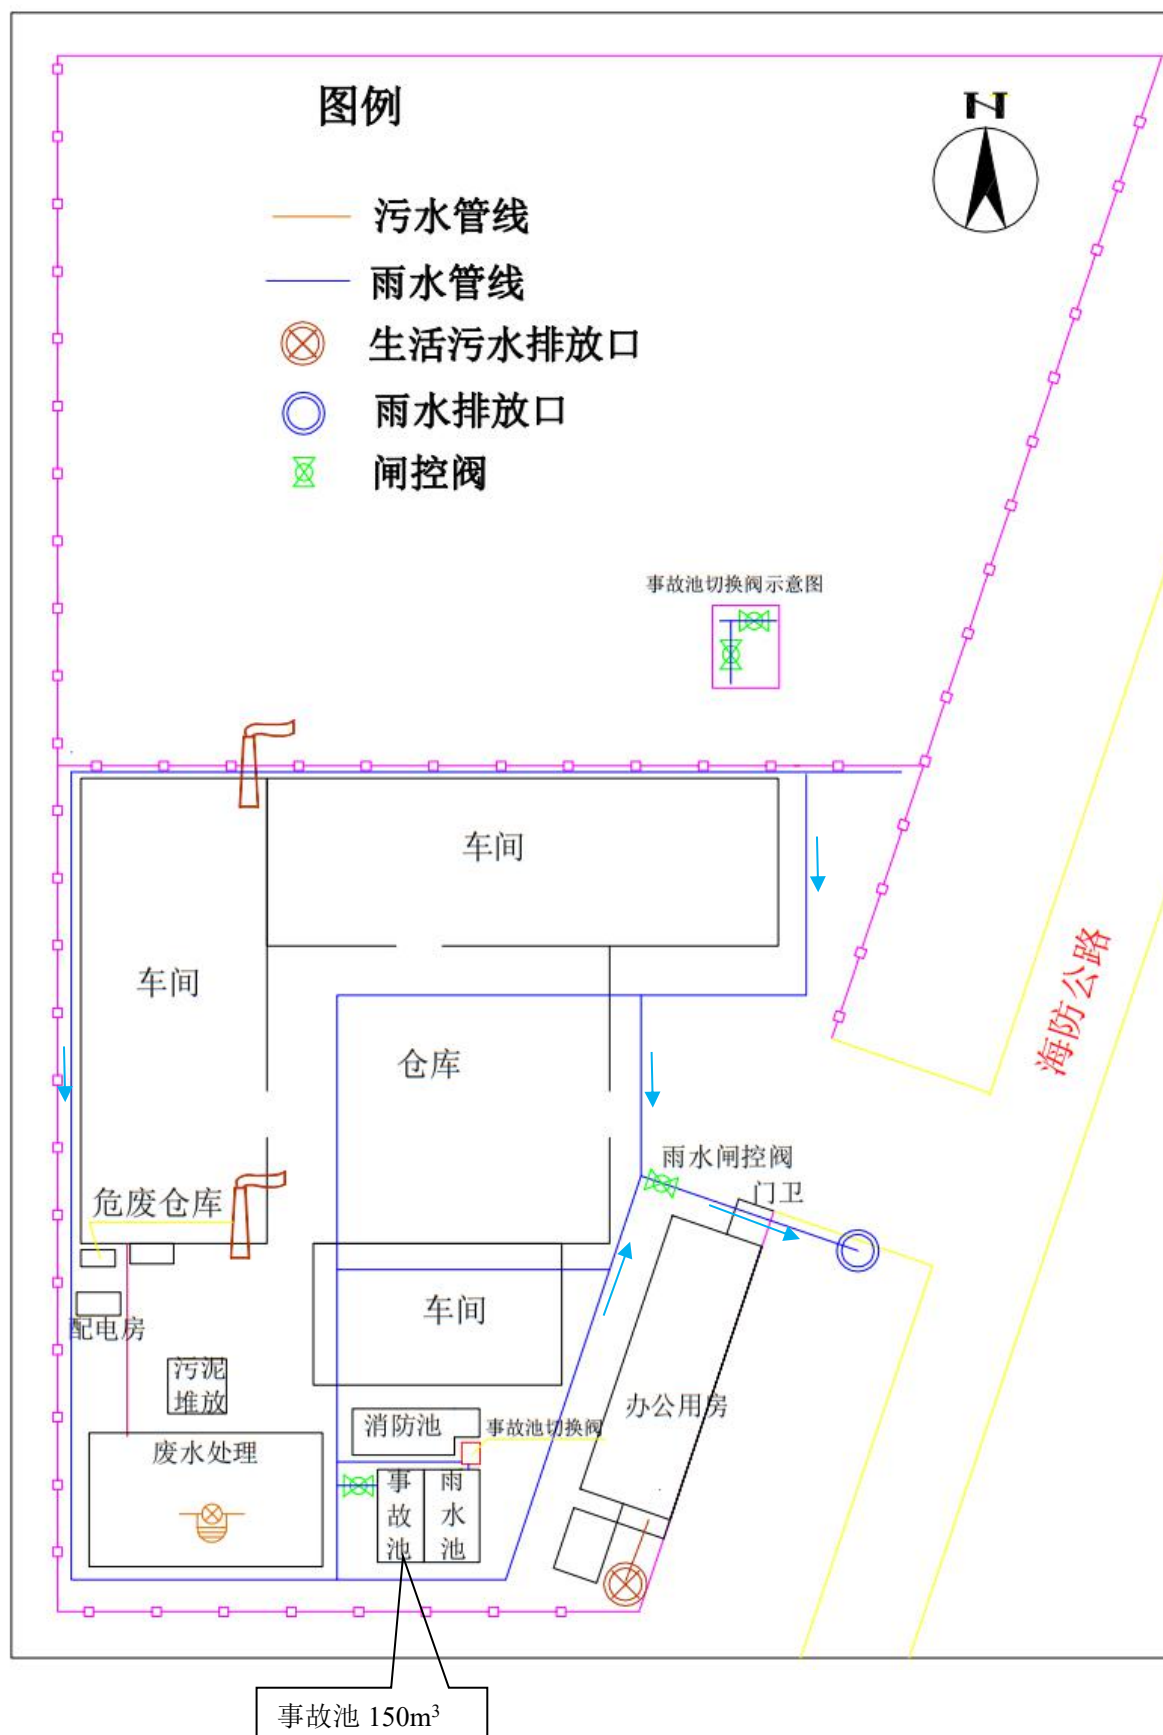 图例
N
污水管线
雨水管线
生活污水排放口
雨水排放口
闸控阀
事故池切换阀示意图
车间
车间
海防公路
仓库
雨水闸控阀
门卫
危废仓库
车间
配电房
污泥
堆放
办公用房
消防池
事故池切换阀
废水处理
事故池
雨水池
事故池 150m³